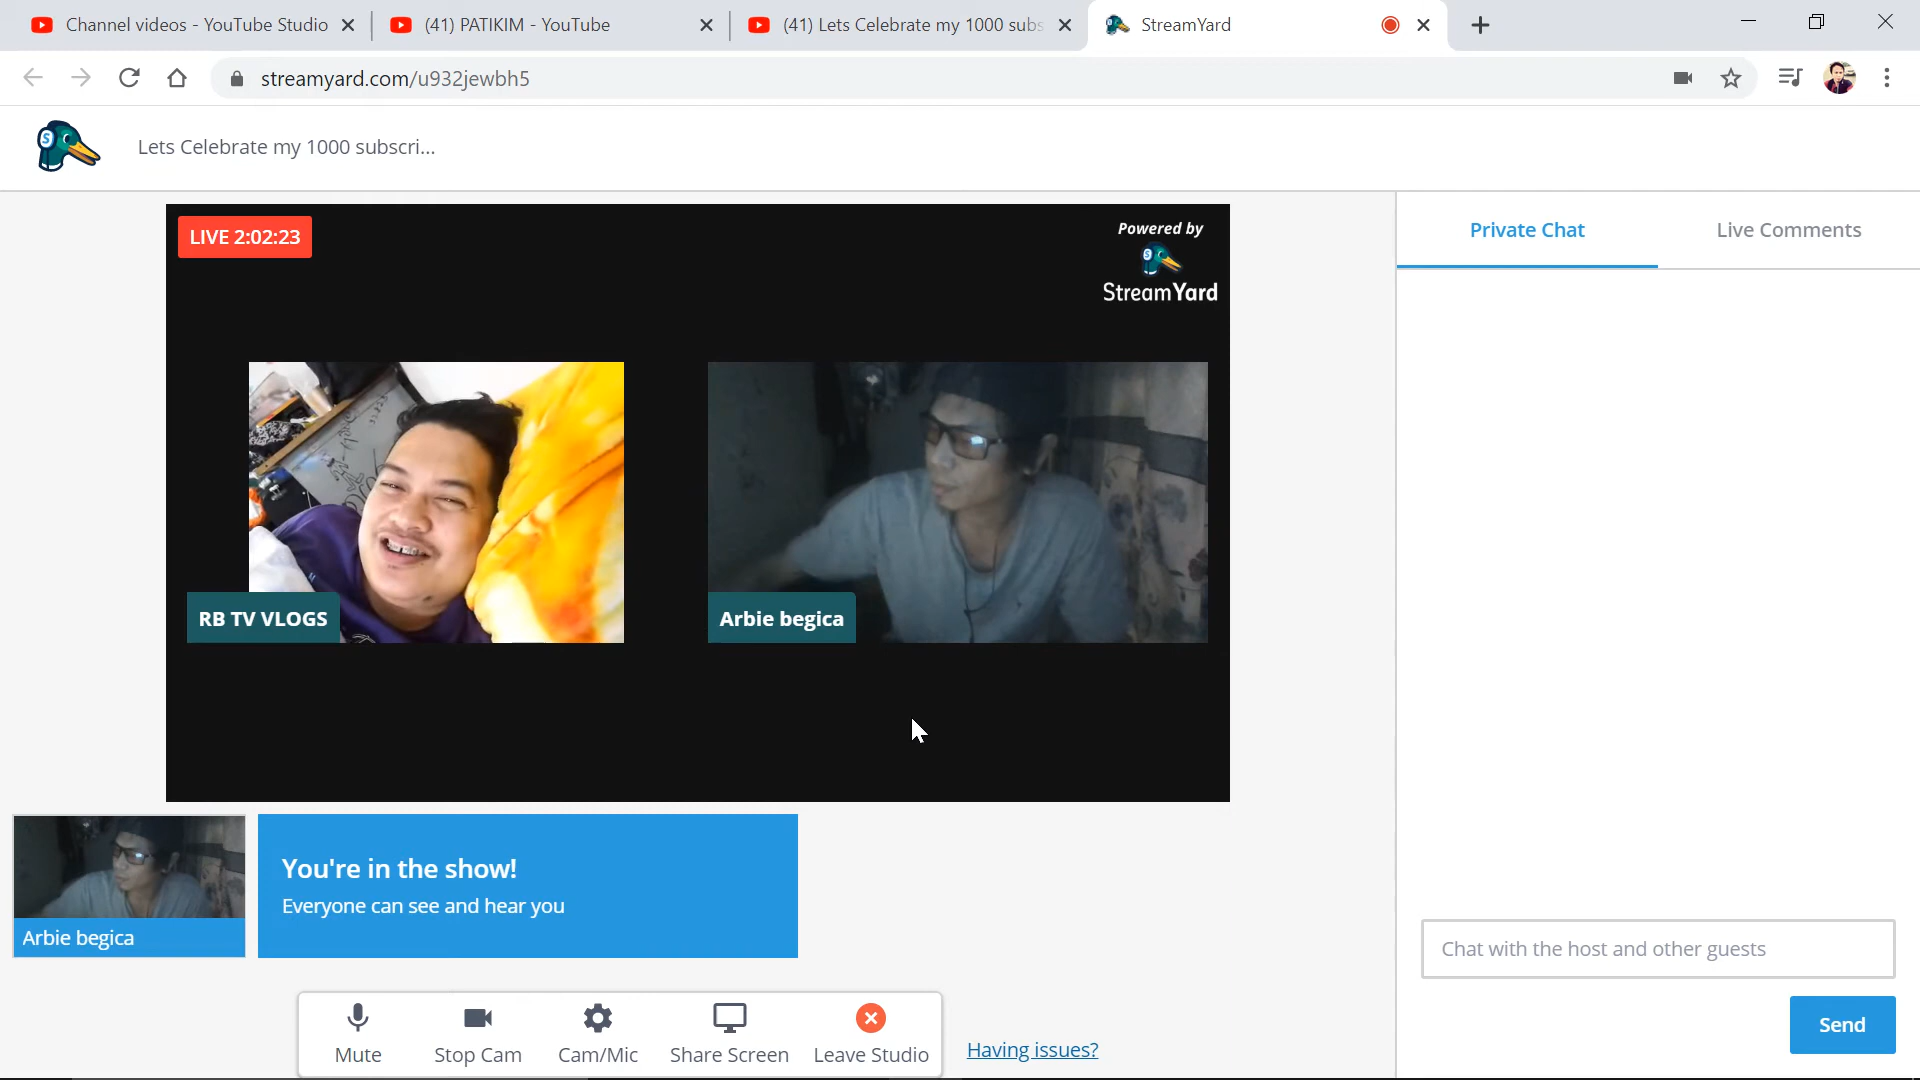 Channel videos - YouTube Studio
(41) PATIKIM - YouTube
(41) Lets Celebrate my 1000 subs
StreamYard
streamyard.com/u932jewbh5
Lets Celebrate my 1000 subscri...
LIVE 2:02:23
Powered by
StreamYard
RB TV VLOGS
Arbie begica
Private Chat
Live Comments
Arbie begica
You're in the show!
Everyone can see and hear you
Chat with the host and other guests
Send
Mute
Stop Cam
Cam/Mic
Share Screen
Leave Studio
Having issues?